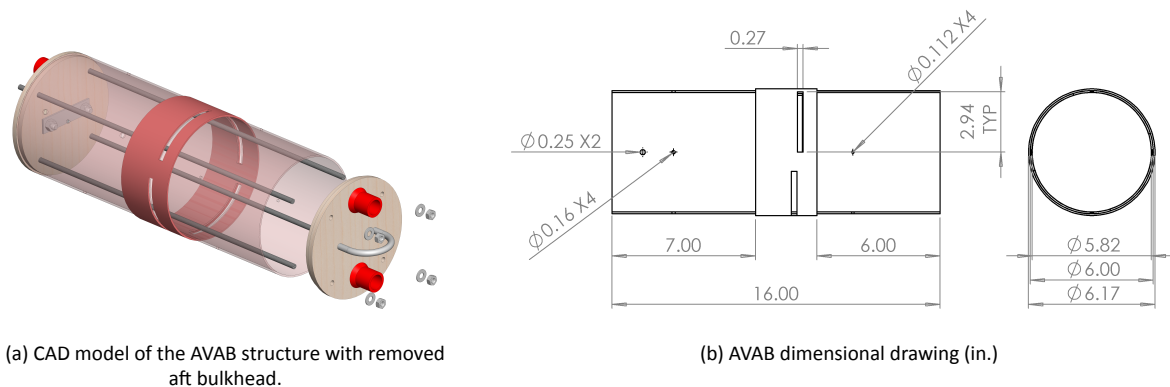 0.27
Ø0.112 X4
2.94
TYP
Ø0.25 X2
Ø0.16 X4
7.00
6.00
16.00
Ø5.82
Ø6.00
Ø6.17
(a) CAD model of the AVAB structure with removed
aft bulkhead.
(b) AVAB dimensional drawing (in.)